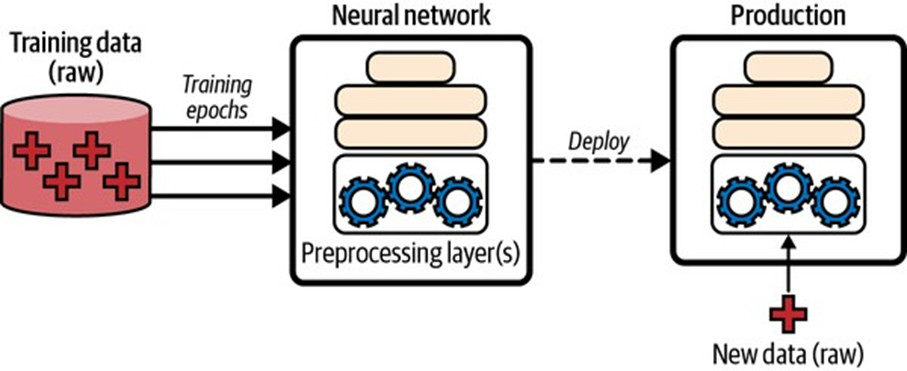 Training data
(raw)
Training
epochs
Neural network
Preprocessing layer(s)
Deploy
Production
New data (raw)